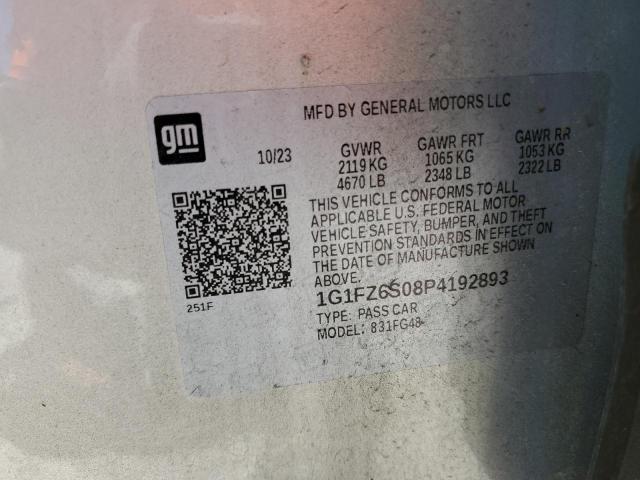 MFD BY GENERAL MOTORS LLC
gm
10/23
GVWR GAWR FRT GAWR RR
2119 KG 1065 KG 1053 KG
4670 LB 2348 LB 2322 LB
THIS VEHICLE CONFORMS TO ALL
APPLICABLE U.S. FEDERAL MOTOR
VEHICLE SAFETY, BUMPER, AND THEFT
PREVENTION STANDARDS IN EFFECT ON
THE DATE OF MANUFACTURE SHOWN
ABOVE.
1G1FZ6S08P4192893
TYPE: PASS CAR
MODEL: 831FG48
251F